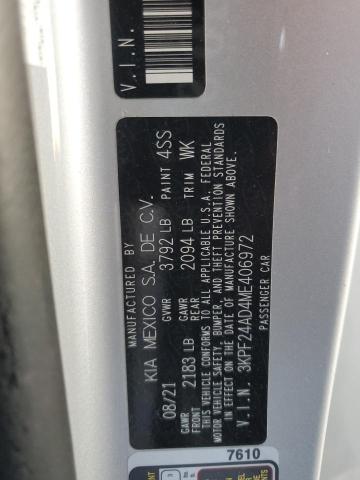 V.I.N.
MANUFACTURED BY
KIA MEXICO S.A. DE C.V.
08/21 GVWR 3792 LB PAINT 4SS
GAWR FRONT 2183 LB GAWR REAR 2094 LB TRIM WK
THIS VEHICLE CONFORMS TO ALL APPLICABLE U.S.A. FEDERAL
MOTOR VEHICLE SAFETY, BUMPER, AND THEFT PREVENTION STANDARDS
IN EFFECT ON THE DATE OF MANUFACTURE SHOWN ABOVE.
V.I.N. 3KPF24AD4ME406972
PASSENGER CAR
7610